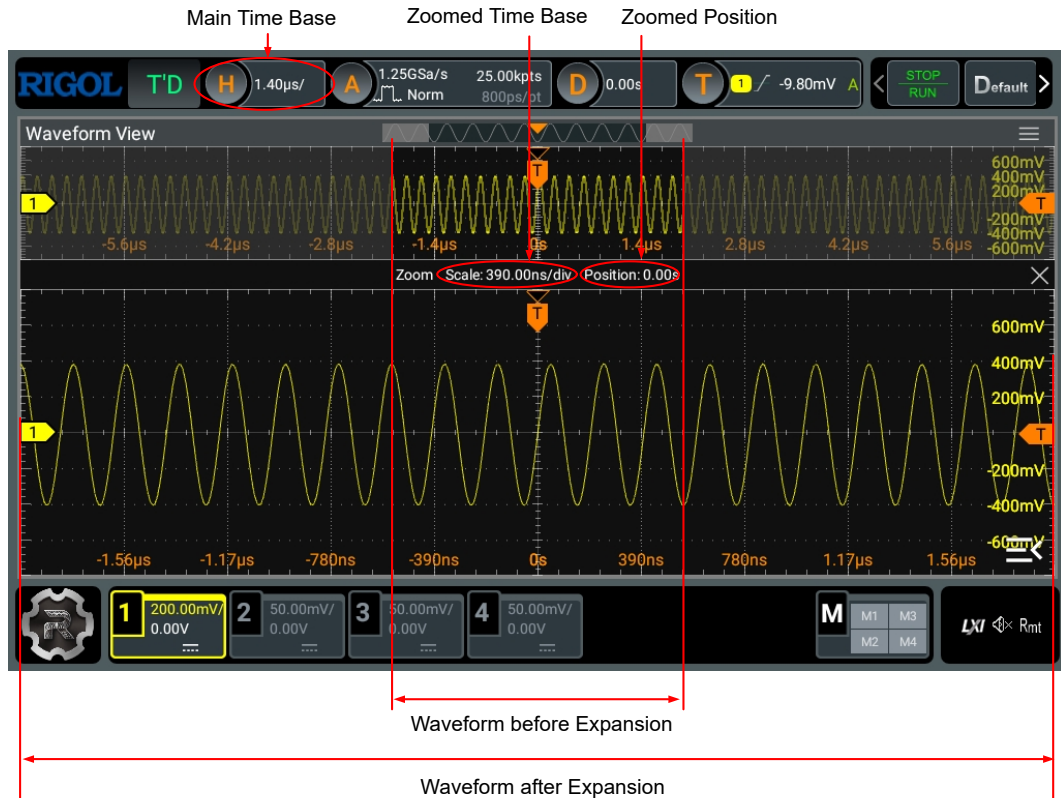 Main Time Base
Zoomed Time Base
Zoomed Position
RIGOL
T'D
H
1.40µs/
A
1.25GSa/s
25.00kpts
Norm
800ps/pt
D
0.00s
T
1
-9.80mV
A
STOP
RUN
Default
Waveform View
T
600mV
400mV
200mV
1
T
-200mV
-400mV
-600mV
-5.6µs
-4.2µs
-2.8µs
-1.4µs
0s
1.4µs
2.8µs
4.2µs
5.6µs
Zoom
Scale: 390.00ns/div
Position: 0.00s
T
600mV
400mV
200mV
1
T
-200mV
-400mV
-600mV
-1.56µs
-1.17µs
-780ns
-390ns
0s
390ns
780ns
1.17µs
1.56µs
R
1
200.00mV/
0.00V
2
50.00mV/
0.00V
3
50.00mV/
0.00V
4
50.00mV/
0.00V
M
M1
M3
M2
M4
LXI
Rmt
Waveform before Expansion
Waveform after Expansion